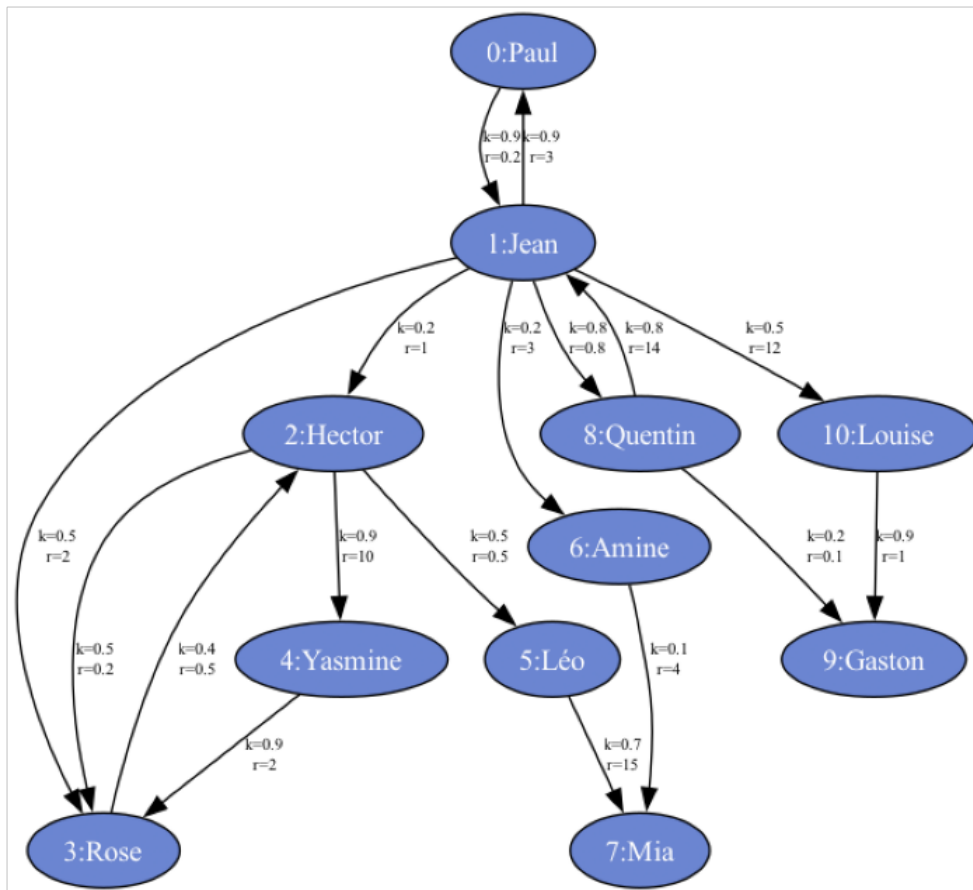 0:Paul
k=0.9
r=0.2
k=0.9
r=3
1:Jean
k=0.2
r=1
k=0.2
r=3
k=0.8
r=0.8
k=0.8
r=14
k=0.5
r=12
2:Hector
8:Quentin
10:Louise
k=0.5
r=2
k=0.9
r=10
k=0.5
r=0.5
6:Amine
k=0.2
r=0.1
k=0.9
r=1
k=0.5
r=0.2
k=0.4
r=0.5
4:Yasmine
5:Léo
k=0.1
r=4
9:Gaston
k=0.9
r=2
k=0.7
r=15
3:Rose
7:Mia